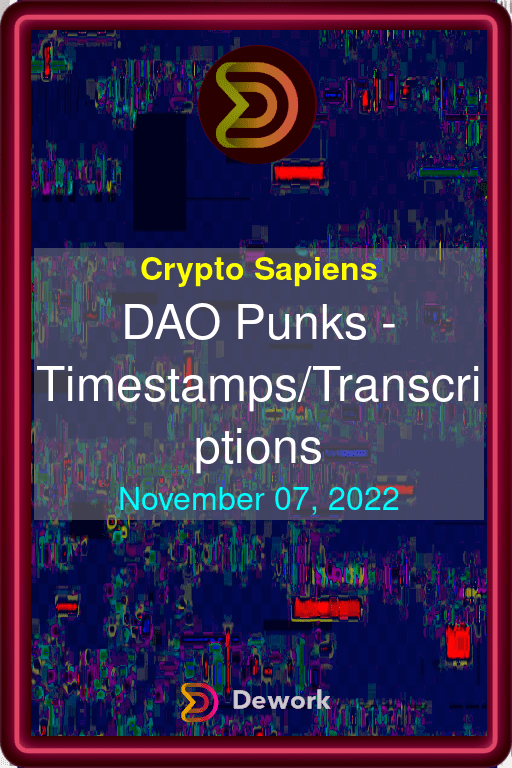 Crypto Sapiens
DAO Punks -
Timestamps/Transcri
ptions
November 07, 2022
Dework